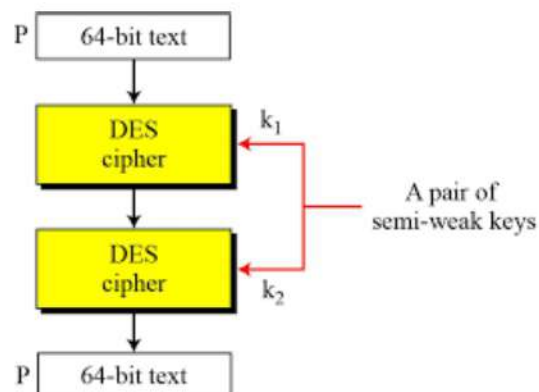 P 64-bit text
DES
cipher
k₁
A pair of
semi-weak keys
DES
cipher
k₂
P 64-bit text